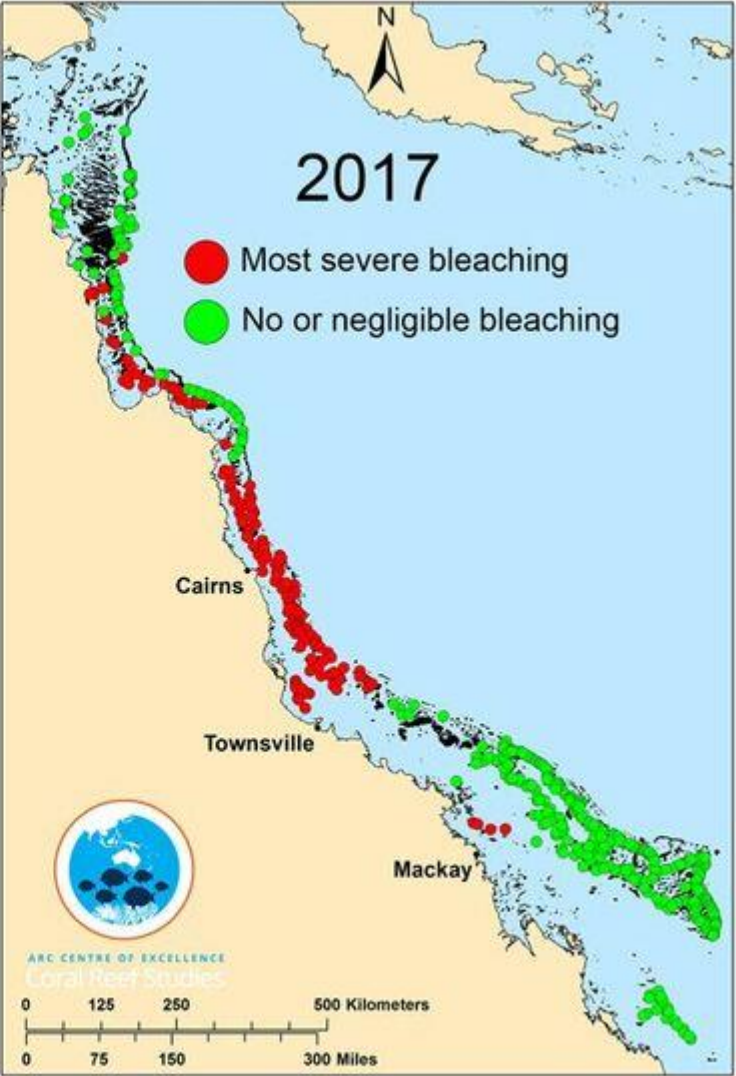 N
2017
Most severe bleaching
No or negligible bleaching
Cairns
Townsville
Mackay
ARC CENTRE OF EXCELLENCE
Coral Reef Studies
0 125 250 500 Kilometers
0 75 150 300 Miles